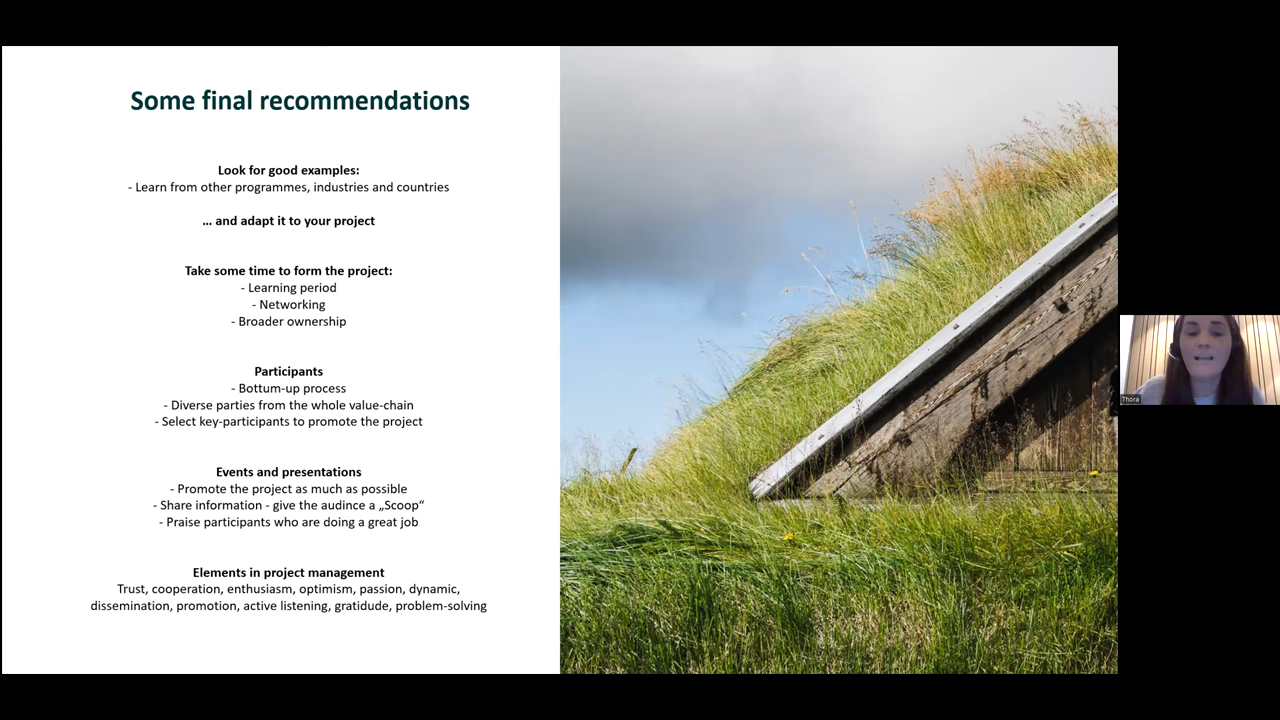 Some final recommendations
Look for good examples:
- Learn from other programmes, industries and countries
... and adapt it to your project
Take some time to form the project:
- Learning period
- Networking
- Broader ownership
Participants
- Bottum-up process
- Diverse parties from the whole value-chain
- Select key-participants to promote the project
Events and presentations
- Promote the project as much as possible
- Share information - give the audince a „Scoop“
- Praise participants who are doing a great job
Elements in project management
Trust, cooperation, enthusiasm, optimism, passion, dynamic,
dissemination, promotion, active listening, gratidude, problem-solving
Thora